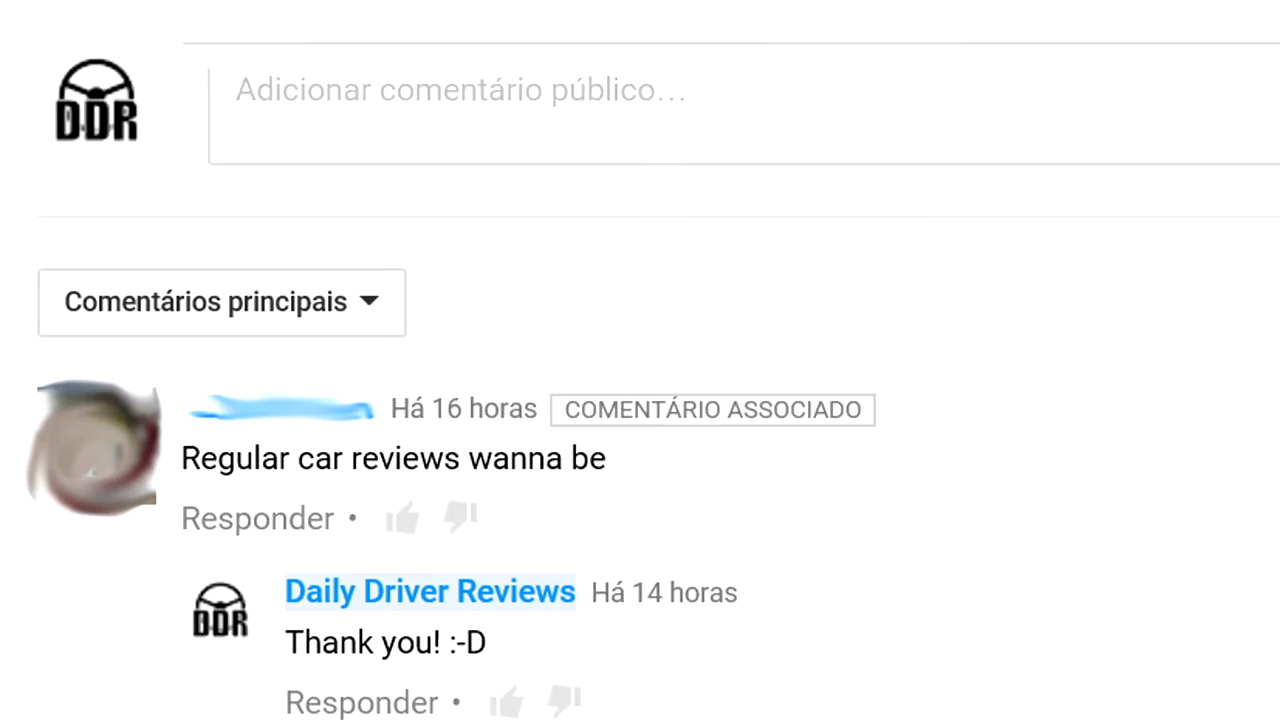 DDR
Adicionar comentário público...
Comentários principais
Há 16 horas COMENTÁRIO ASSOCIADO
Regular car reviews wanna be
Responder •
DDR
Daily Driver Reviews Há 14 horas
Thank you! :-D
Responder •